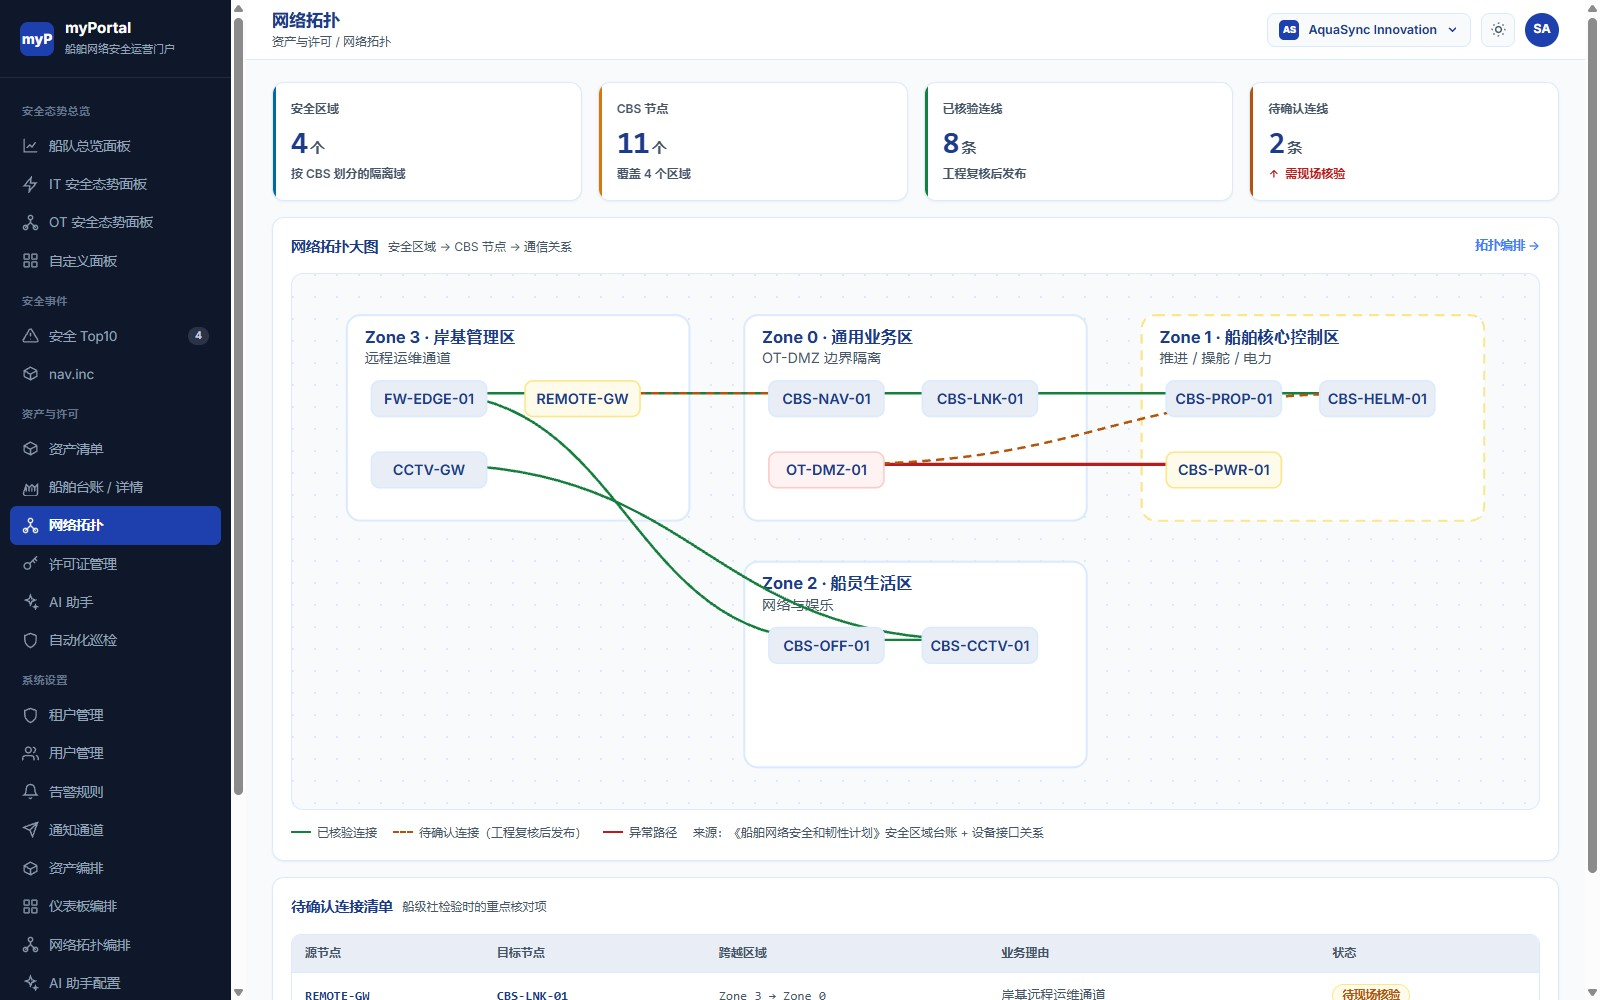 myP
myPortal
船舶网络安全运营门户
安全态势总览
船队总览面板
IT 安全态势面板
OT 安全态势面板
自定义面板
安全事件
安全 Top10
4
nav.inc
资产与许可
资产清单
船舶台账 / 详情
网络拓扑
许可证管理
AI 助手
自动化巡检
系统设置
租户管理
用户管理
告警规则
通知通道
资产编排
仪表板编排
网络拓扑编排
AI 助手配置
网络拓扑
资产与许可 / 网络拓扑
AS
AquaSync Innovation
SA
安全区域
4 个
按 CBS 划分的隔离域
CBS 节点
11 个
覆盖 4 个区域
已核验连线
8 条
工程复核后发布
待确认连线
2 条
↑ 需现场核验
网络拓扑大图 安全区域 → CBS 节点 → 通信关系
拓扑编排 →
Zone 3 · 岸基管理区
远程运维通道
FW-EDGE-01
REMOTE-GW
CCTV-GW
Zone 0 · 通用业务区
OT-DMZ 边界隔离
CBS-NAV-01
CBS-LNK-01
OT-DMZ-01
Zone 1 · 船舶核心控制区
推进 / 操舵 / 电力
CBS-PROP-01
CBS-HELM-01
CBS-PWR-01
Zone 2 · 船员生活区
网络与娱乐
CBS-OFF-01
CBS-CCTV-01
已核验连接
待确认连接（工程复核后发布）
异常路径
来源：《船舶网络安全和韧性计划》安全区域台账 + 设备接口关系
待确认连接清单 船级社检验时的重点核对项
源节点 目标节点 跨越区域 业务理由 状态
REMOTE-GW CBS-LNK-01 Zone 3 → Zone 0 岸基远程运维通道 待现场核验